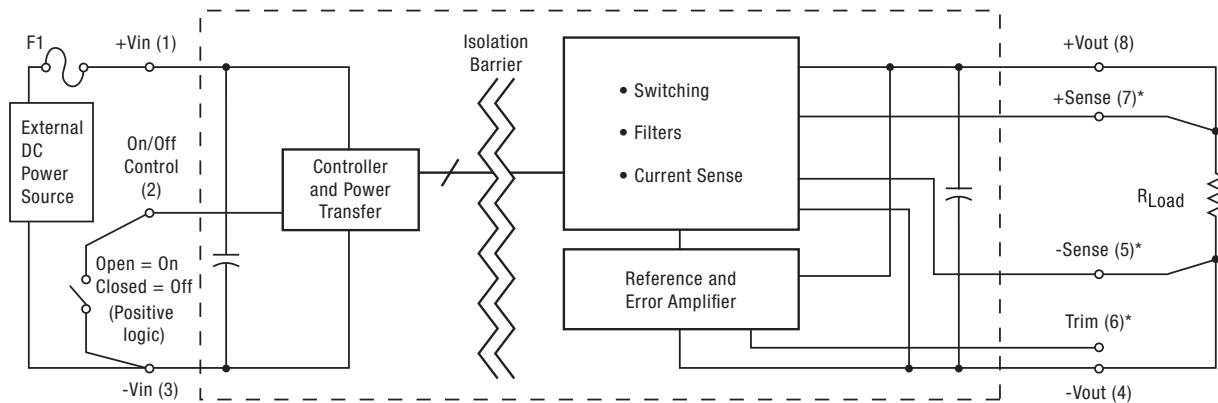 F1
+Vin (1)
External
DC
Power
Source
On/Off
Control
(2)
Open = On
Closed = Off
(Positive
logic)
-Vin (3)
Controller
and Power
Transfer
Isolation
Barrier
• Switching
• Filters
• Current Sense
Reference and
Error Amplifier
+Vout (8)
+Sense (7)*
RLoad
-Sense (5)*
Trim (6)*
-Vout (4)